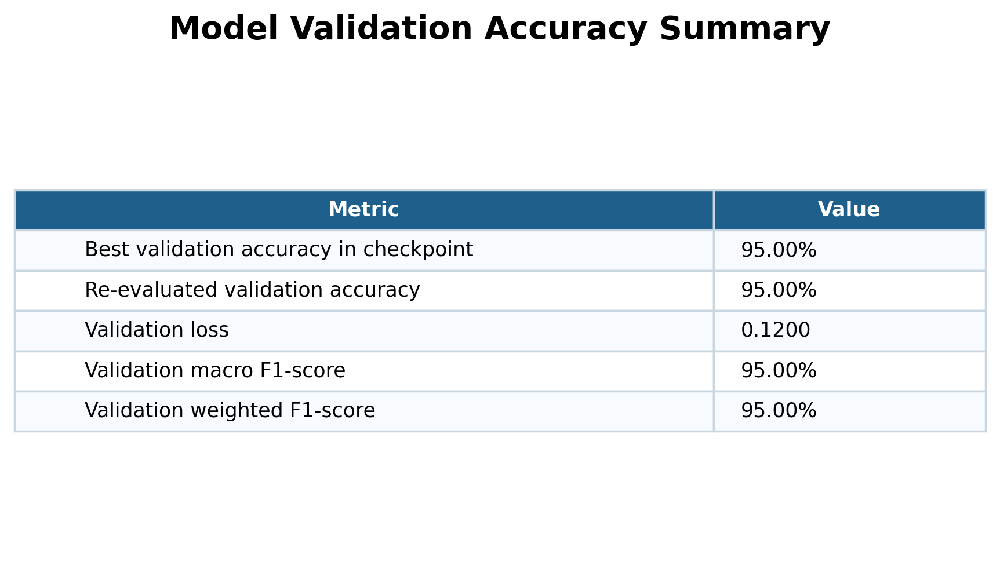 Model Validation Accuracy Summary
Metric Value
Best validation accuracy in checkpoint 95.00%
Re-evaluated validation accuracy 95.00%
Validation loss 0.1200
Validation macro F1-score 95.00%
Validation weighted F1-score 95.00%